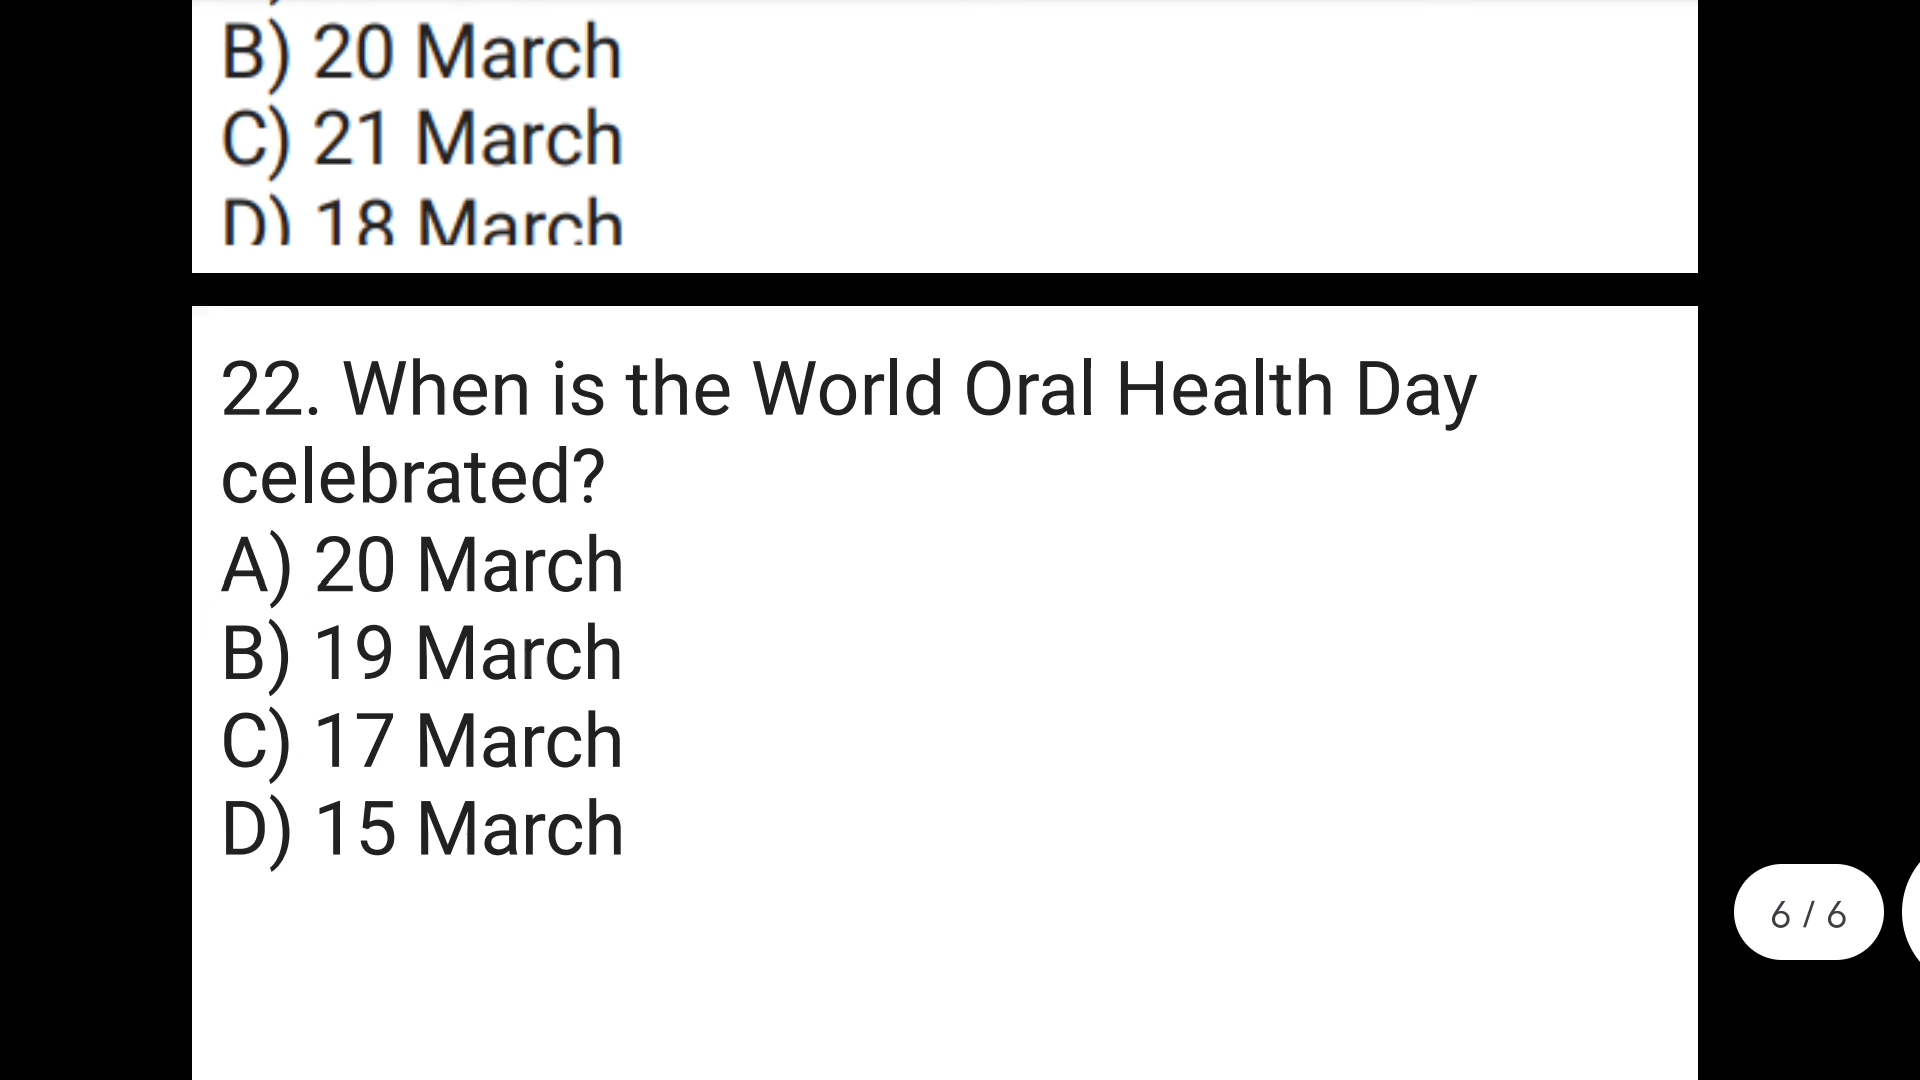 B) 20 March
C) 21 March
D) 18 March
22. When is the World Oral Health Day
celebrated?
A) 20 March
B) 19 March
C) 17 March
D) 15 March
6 / 6